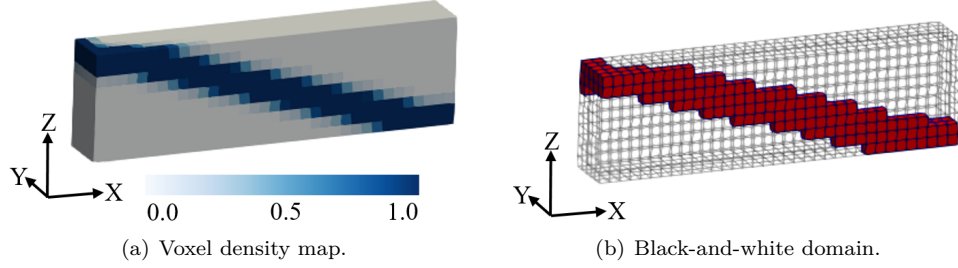 Z
Y
X
0.0 0.5 1.0
(a) Voxel density map.
Z
Y
X
(b) Black-and-white domain.